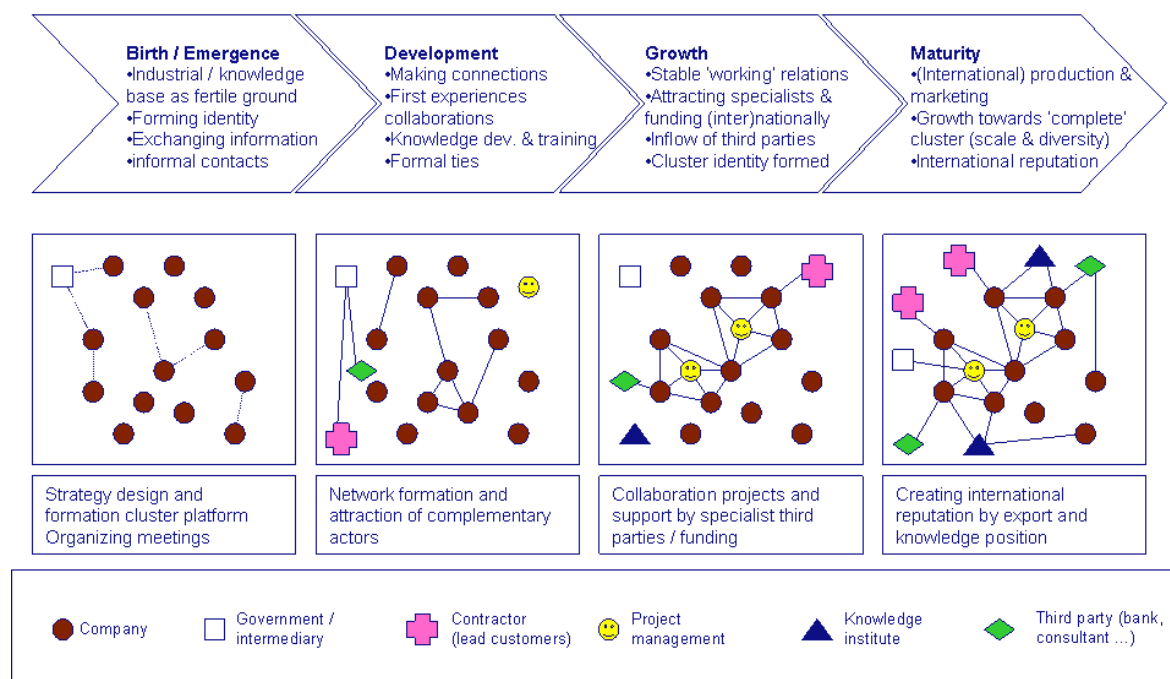 Birth / Emergence
•Industrial / knowledge
base as fertile ground
•Forming identity
•Exchanging information
•informal contacts
Development
•Making connections
•First experiences
collaborations
•Knowledge dev. & training
•Formal ties
Growth
•Stable 'working' relations
•Attracting specialists &
funding (inter)nationally
•Inflow of third parties
•Cluster identity formed
Maturity
•(International) production &
marketing
•Growth towards 'complete'
cluster (scale & diversity)
•International reputation
Strategy design and
formation cluster platform
Organizing meetings
Network formation and
attraction of complementary
actors
Collaboration projects and
support by specialist third
parties / funding
Creating international
reputation by export and
knowledge position
Company
Government /
intermediary
Contractor
(lead customers)
Project
management
Knowledge
institute
Third party (bank,
consultant ...)